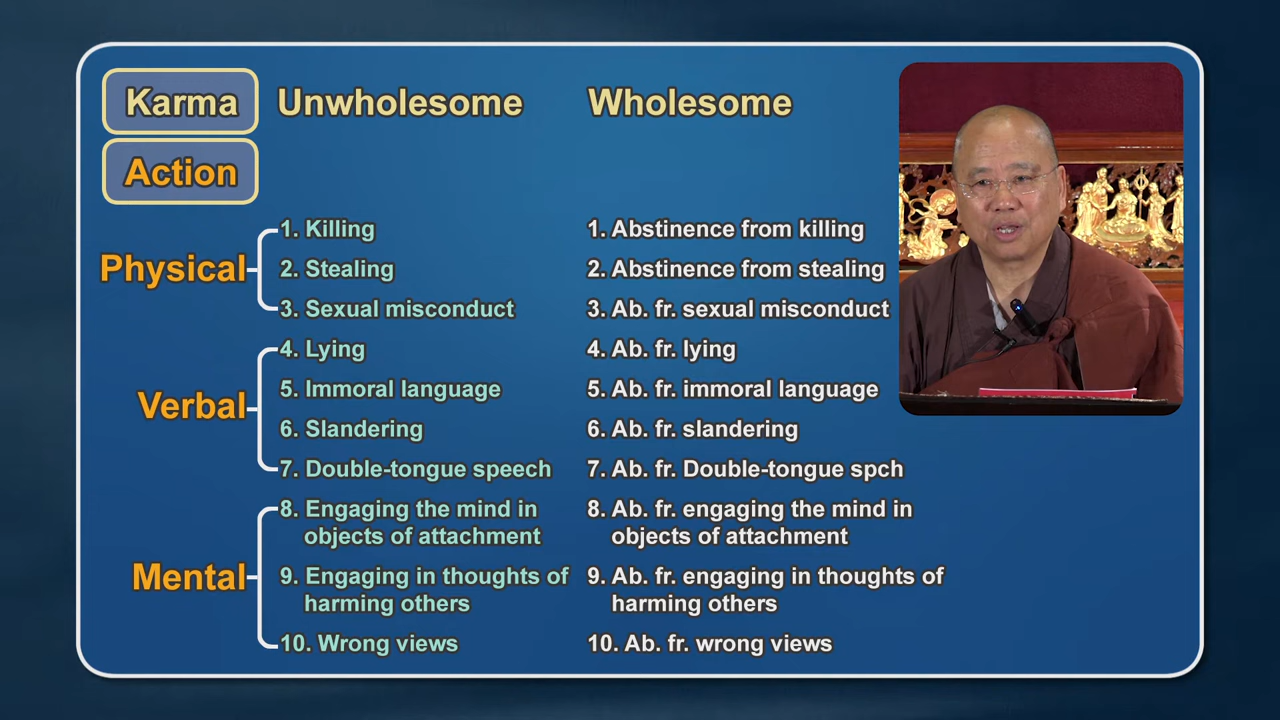 Karma Unwholesome Wholesome
Action
Physical
1. Killing
2. Stealing
3. Sexual misconduct
Verbal
4. Lying
5. Immoral language
6. Slandering
7. Double-tongue speech
Mental
8. Engaging the mind in
objects of attachment
9. Engaging in thoughts of
harming others
10. Wrong views
1. Abstinence from killing
2. Abstinence from stealing
3. Ab. fr. sexual misconduct
4. Ab. fr. lying
5. Ab. fr. immoral language
6. Ab. fr. slandering
7. Ab. fr. Double-tongue spch
8. Ab. fr. engaging the mind in
objects of attachment
9. Ab. fr. engaging in thoughts of
harming others
10. Ab. fr. wrong views